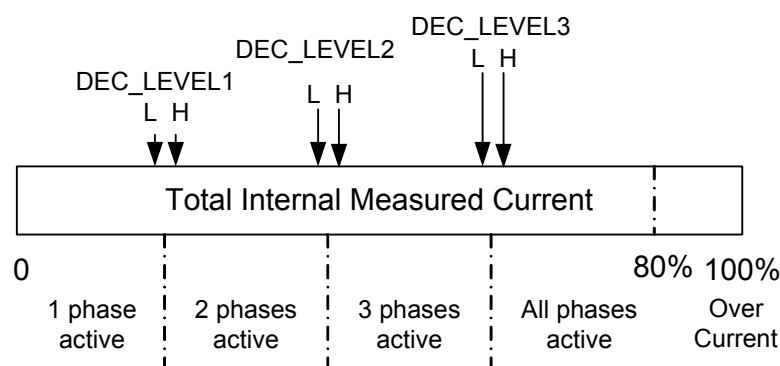 DEC_LEVEL1
L H
DEC_LEVEL2
L H
DEC_LEVEL3
L H
Total Internal Measured Current
0
80%
100%
1 phase
active
2 phases
active
3 phases
active
All phases
active
Over
Current